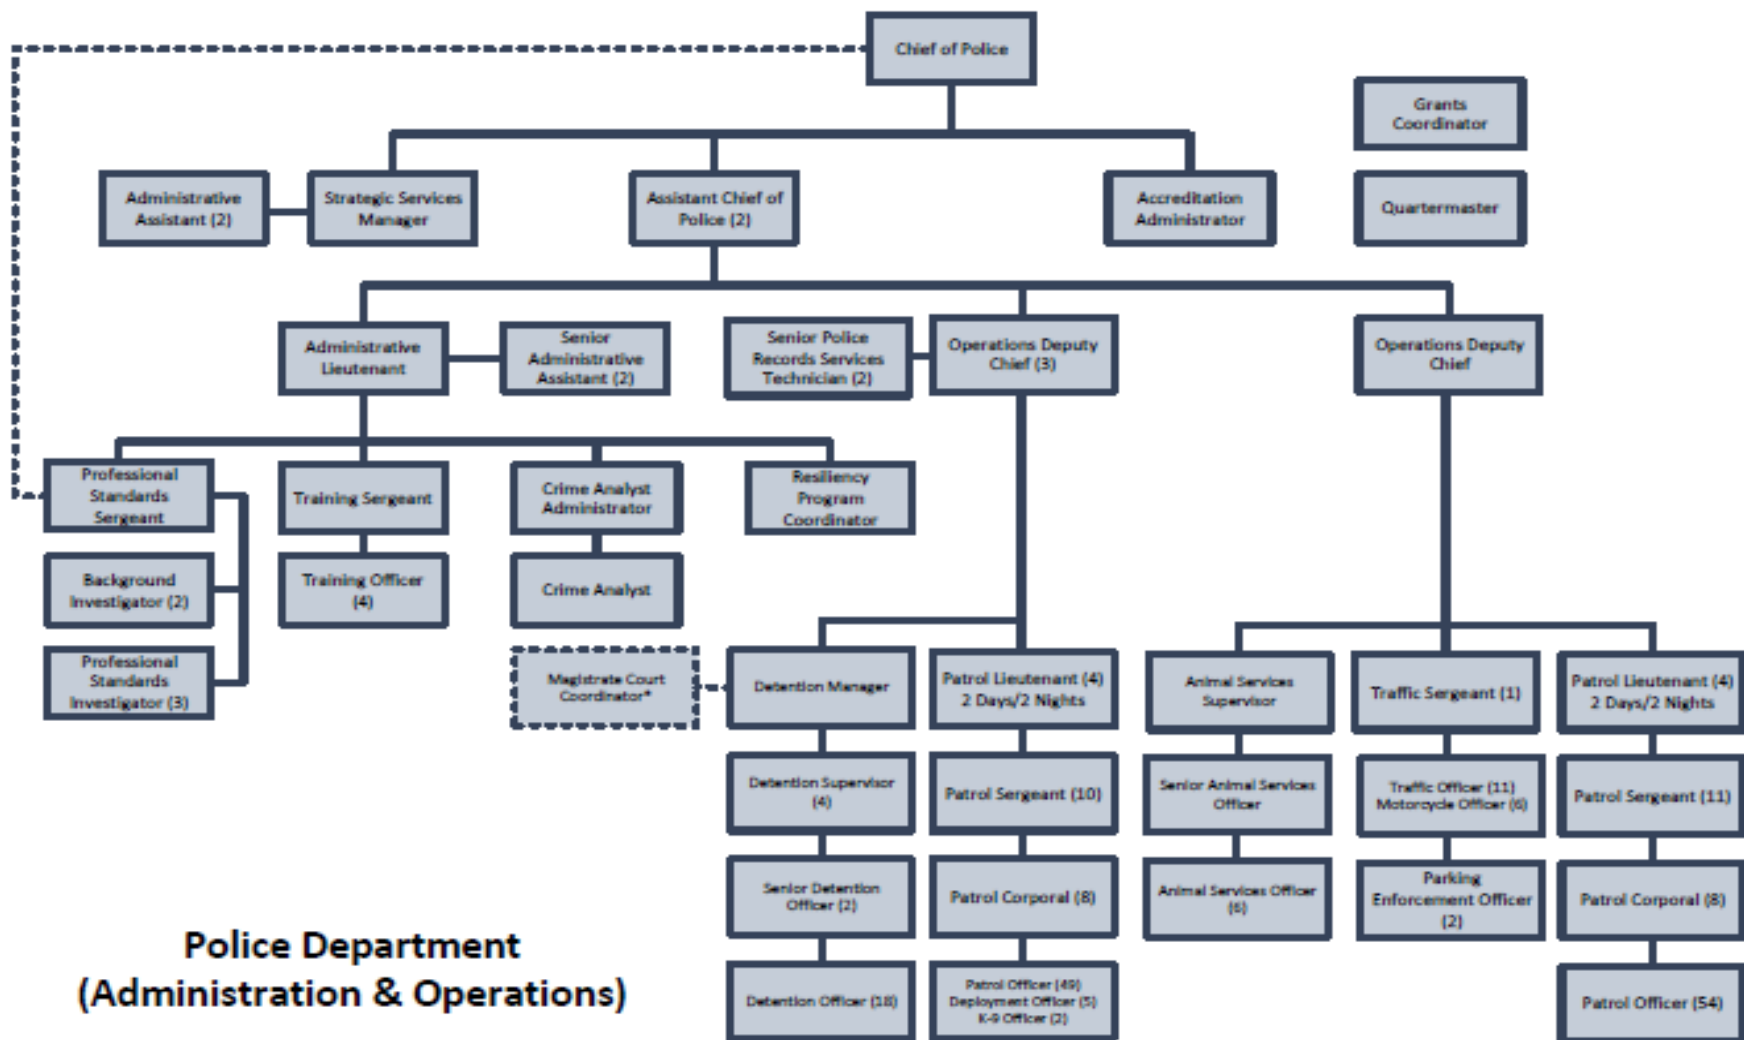 Chief of Police
Grants
Coordinator
Administrative
Assistant (2)
Strategic Services
Manager
Assistant Chief of
Police (2)
Accreditation
Administrator
Quartermaster
Administrative
Lieutenant
Senior
Administrative
Assistant (2)
Senior Police
Records Services
Technician (2)
Operations Deputy
Chief (3)
Operations Deputy
Chief
Professional
Standards
Sergeant
Training Sergeant
Crime Analyst
Administrator
Resiliency
Program
Coordinator
Background
Investigator (2)
Training Officer
(4)
Crime Analyst
Professional
Standards
Investigator (3)
Magistrate Court
Coordinator*
Detention Manager
Patrol Lieutenant (4)
2 Days/2 Nights
Animal Services
Supervisor
Traffic Sergeant (1)
Patrol Lieutenant (4)
2 Days/2 Nights
Detention Supervisor
(4)
Patrol Sergeant (10)
Senior Animal Services
Officer
Traffic Officer (11)
Motorcycle Officer (6)
Patrol Sergeant (11)
Senior Detention
Officer (2)
Patrol Corporal (8)
Animal Services Officer
(6)
Parking
Enforcement Officer
(2)
Patrol Corporal (8)
Detention Officer (18)
Patrol Officer (49)
Deployment Officer (5)
K-9 Officer (2)
Patrol Officer (54)
Police Department
(Administration & Operations)